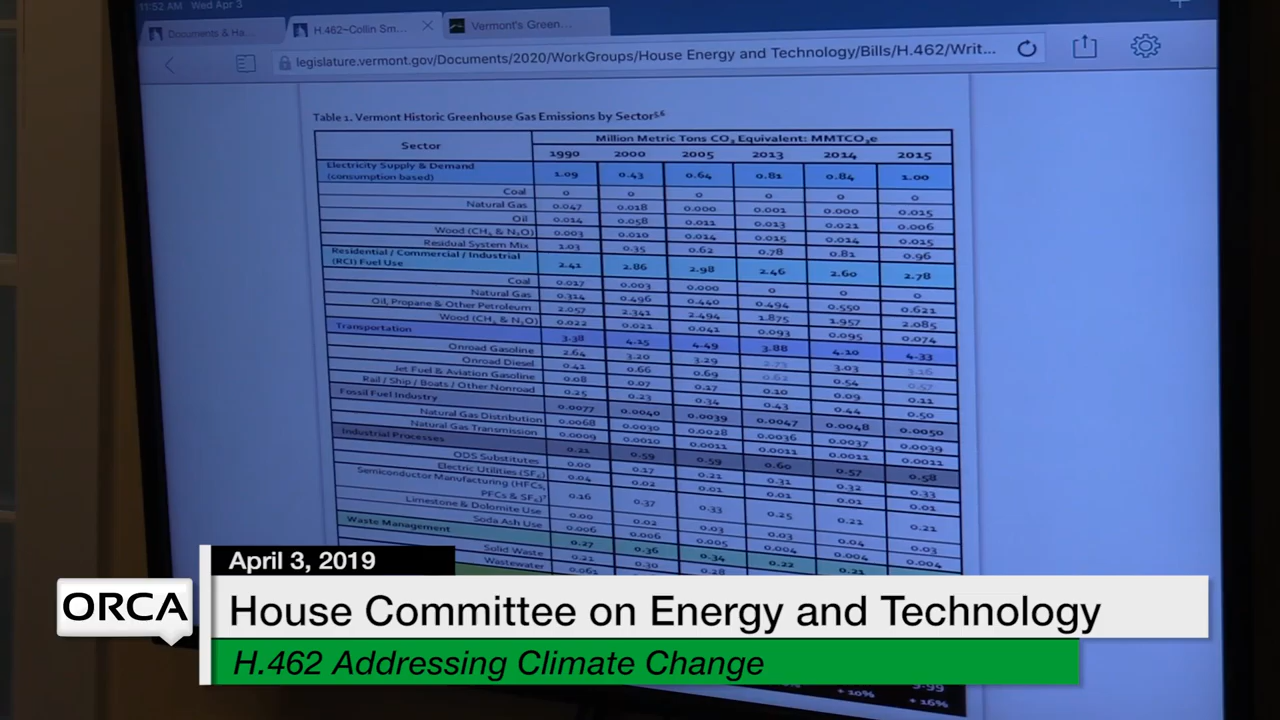 11:52 AM Wed Apr 3
Documents & Ha...
H.462~Collin Sm...
Vermont's Green...
legislature.vermont.gov/Documents/2020/WorkGroups/House Energy and Technology/Bills/H.462/Writ...
Table 1. Vermont Historic Greenhouse Gas Emissions by Sector5,6
Sector
Million Metric Tons CO2 Equivalent: MMTCO2e
1990 2000 2005 2013 2014 2015
Electricity Supply & Demand
(consumption based) 1.09 0.43 0.64 0.81 0.84 1.00
Coal 0 0 0 0 0 0
Natural Gas 0.047 0.018 0.000 0.001 0.000 0.015
Oil 0.014 0.058 0.011 0.013 0.021 0.006
Wood (CH4 & N2O) 0.003 0.010 0.014 0.015 0.014 0.015
Residual System Mix 1.03 0.35 0.62 0.78 0.81 0.96
Residential / Commercial / Industrial
(RCI) Fuel Use 2.41 2.86 2.98 2.46 2.60 2.78
Coal 0.017 0.003 0.000 0 0 0
Natural Gas 0.314 0.496 0.440 0.494 0.550 0.621
Oil, Propane & Other Petroleum 2.057 2.341 2.494 1.875 1.957 2.085
Wood (CH4 & N2O) 0.022 0.021 0.041 0.093 0.095 0.074
Transportation 3.38 4.15 4.49 3.88 4.10 4.33
Onroad Gasoline 2.64 3.20 3.29 2.73 3.03 3.16
Onroad Diesel 0.41 0.66 0.69 0.62 0.54 0.57
Jet Fuel & Aviation Gasoline 0.08 0.07 0.17 0.10 0.09 0.11
Rail / Ship / Boats / Other Nonroad 0.25 0.23 0.34 0.43 0.44 0.50
Fossil Fuel Industry 0.0077 0.0040 0.0039 0.0047 0.0048 0.0050
Natural Gas Distribution 0.0068 0.0030 0.0028 0.0036 0.0037 0.0039
Natural Gas Transmission 0.0009 0.0010 0.0011 0.0011 0.0011 0.0011
Industrial Processes 0.21 0.59 0.59 0.60 0.57 0.58
ODS Substitutes 0.00 0.17 0.21 0.31 0.32 0.33
Electric Utilities (SF6) 0.04 0.02 0.01 0.01 0.01 0.01
Semiconductor Manufacturing (HFCs,
PFCs & SF6)7 0.16 0.37 0.33 0.25 0.21 0.21
Limestone & Dolomite Use 0.00 0.02 0.03 0.03 0.04 0.03
Soda Ash Use 0.006 0.006 0.005 0.004 0.004 0.004
Waste Management 0.27 0.36 0.34 0.22 0.21
Solid Waste 0.21 0.30 0.28
Wastewater 0.061
April 3, 2019
ORCA
House Committee on Energy and Technology
H.462 Addressing Climate Change
+ 10%
+ 16%